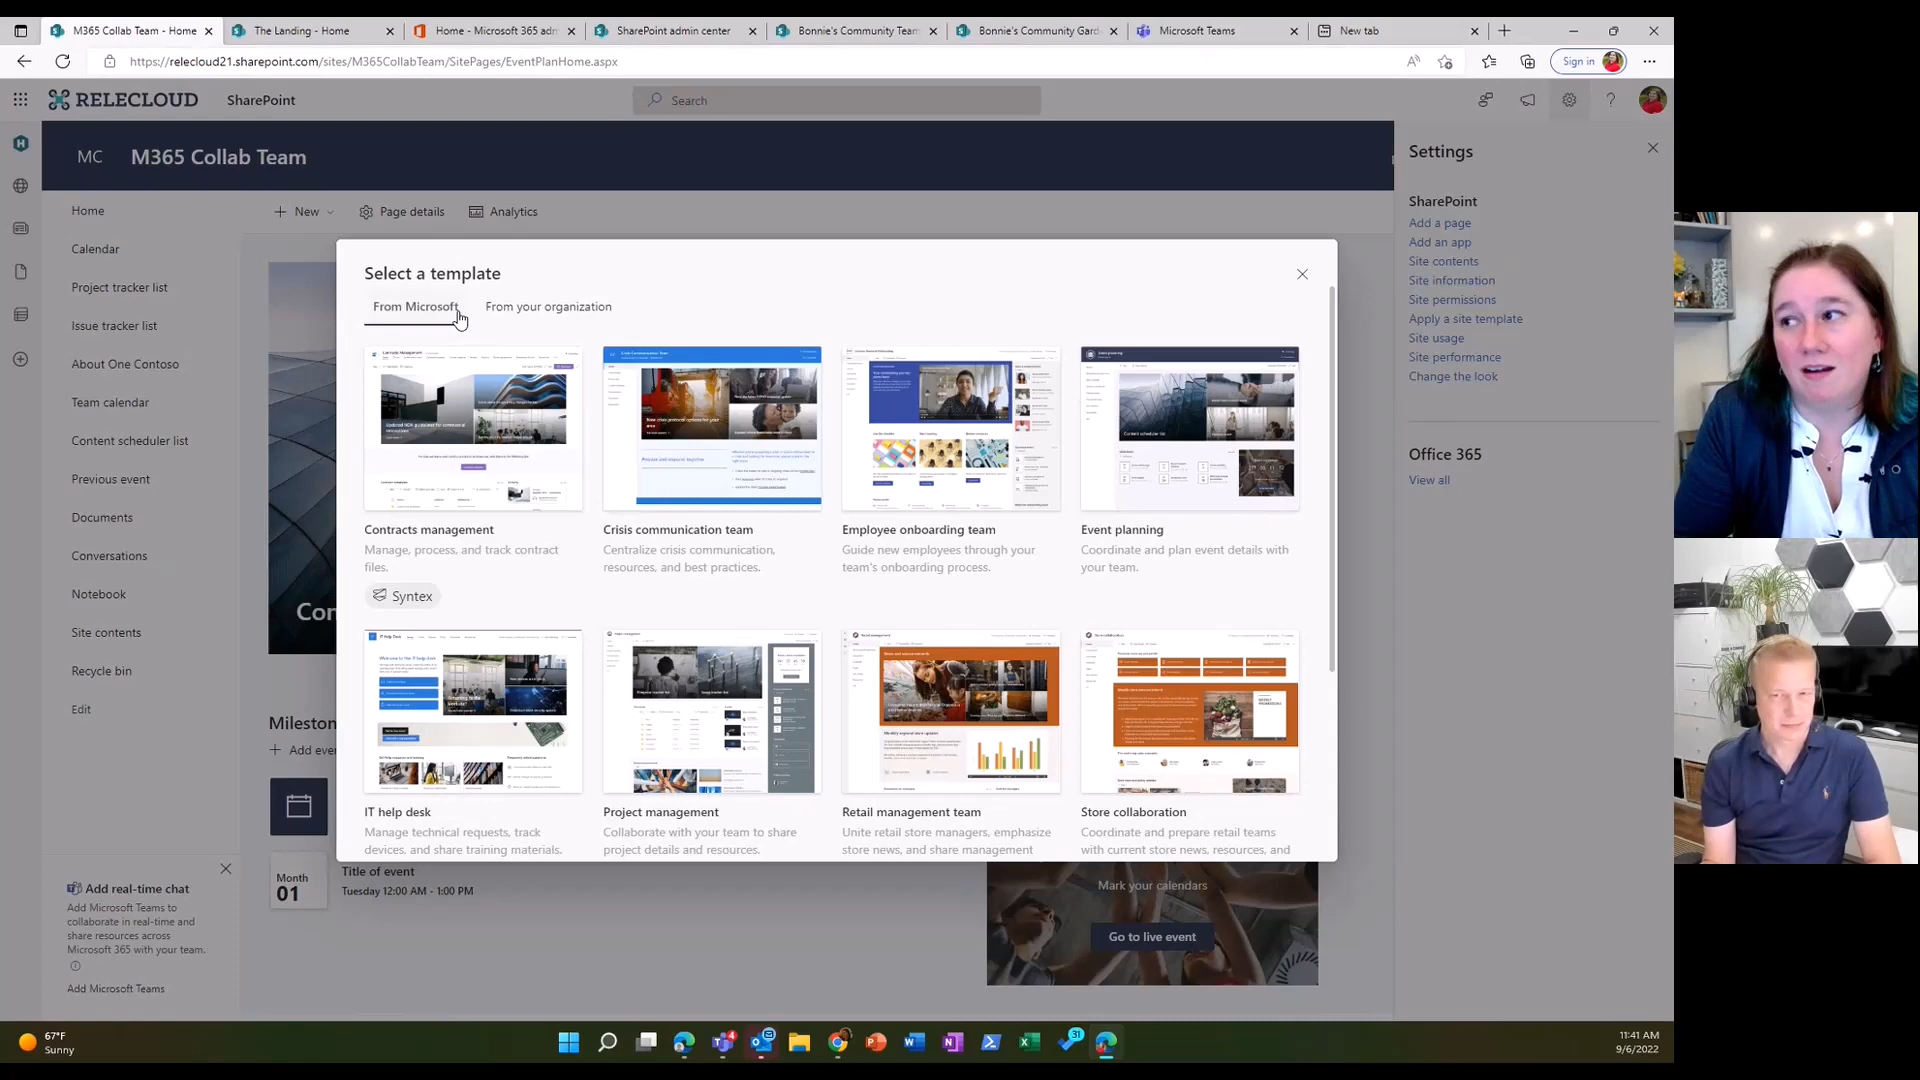 M365 Collab Team - Home
The Landing - Home
Home - Microsoft 365 adm
SharePoint admin center
Bonnie's Community Team
Bonnie's Community Gard
Microsoft Teams
New tab
https://relecloud21.sharepoint.com/sites/M365CollabTeam/SitePages/EventPlanHome.aspx
Sign in
RELECLOUD
SharePoint
Search
MC
M365 Collab Team
Home
Calendar
Project tracker list
Issue tracker list
About One Contoso
Team calendar
Content scheduler list
Previous event
Documents
Conversations
Notebook
Site contents
Recycle bin
Edit
Add real-time chat
Add Microsoft Teams to
collaborate in real-time and
share resources across
Microsoft 365 with your team.
Add Microsoft Teams
New
Page details
Analytics
Con
Milesto
Add eve
Month
01
Title of event
Tuesday 12:00 AM - 1:00 PM
Mark your calendars
Go to live event
Select a template
From Microsoft
From your organization
Contracts management
Manage, process, and track contract
files.
Syntex
Crisis communication team
Centralize crisis communication,
resources, and best practices.
Employee onboarding team
Guide new employees through your
team's onboarding process.
Event planning
Coordinate and plan event details with
your team.
IT help desk
Manage technical requests, track
devices, and share training materials.
Project management
Collaborate with your team to share
project details and resources.
Retail management team
Unite retail store managers, emphasize
store news, and share management
Store collaboration
Coordinate and prepare retail teams
with current store news, resources, and
Settings
SharePoint
Add a page
Add an app
Site contents
Site information
Site permissions
Apply a site template
Site usage
Site performance
Change the look
Office 365
View all
67°F
Sunny
4
31
11:41 AM
9/6/2022